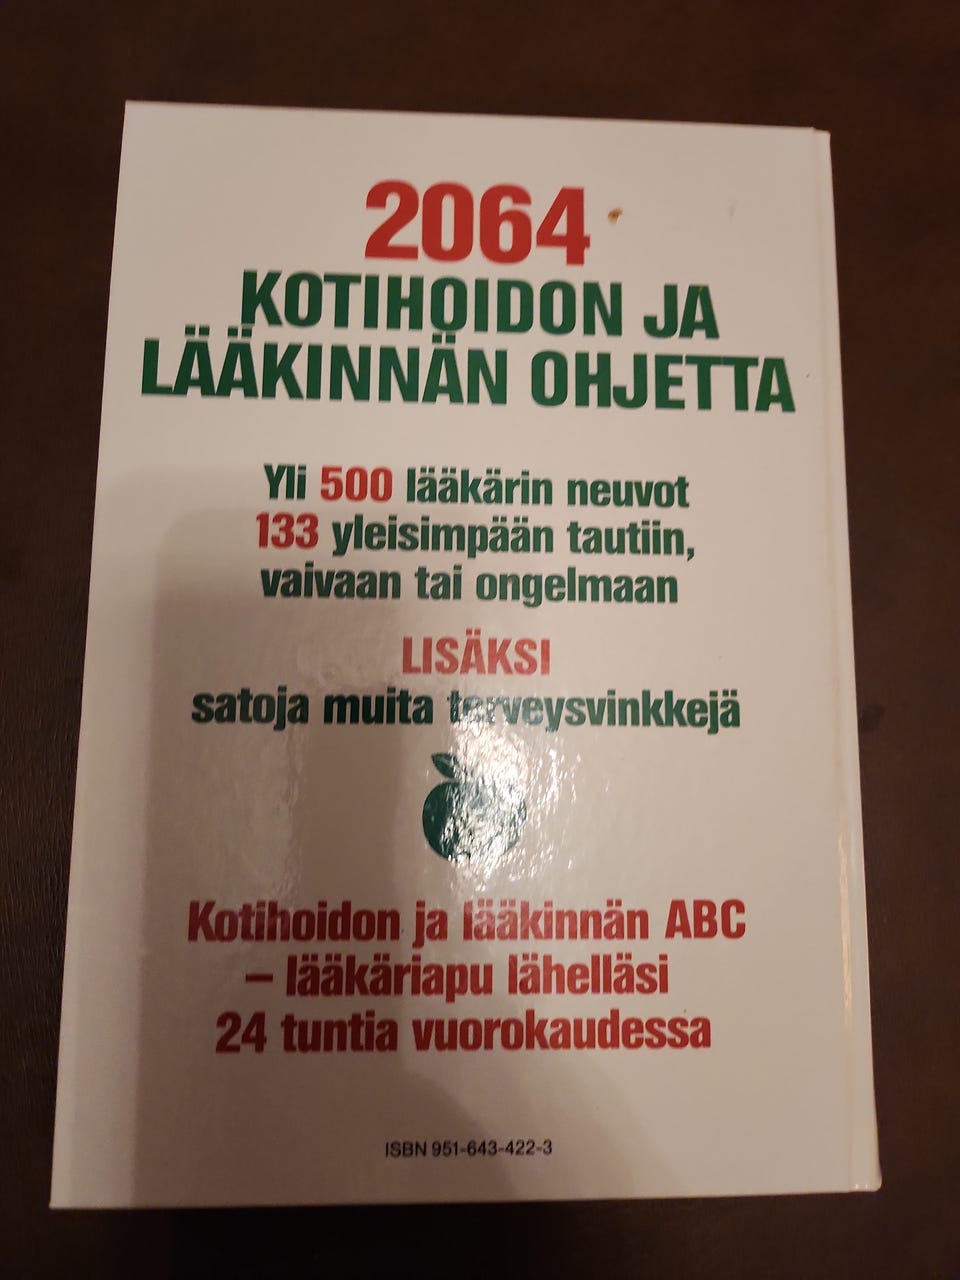 2064
KOTIHOIDON JA
LÄÄKINNÄN OHJETTA
Yli 500 lääkärin neuvot
133 yleisimpään tautiin,
vaivaan tai ongelmaan
LISÄKSI
satoja muita terveysvinkkejä
Kotihoidon ja lääkinnän ABC
– lääkäriapu lähelläsi
24 tuntia vuorokaudessa
ISBN 951-643-422-3